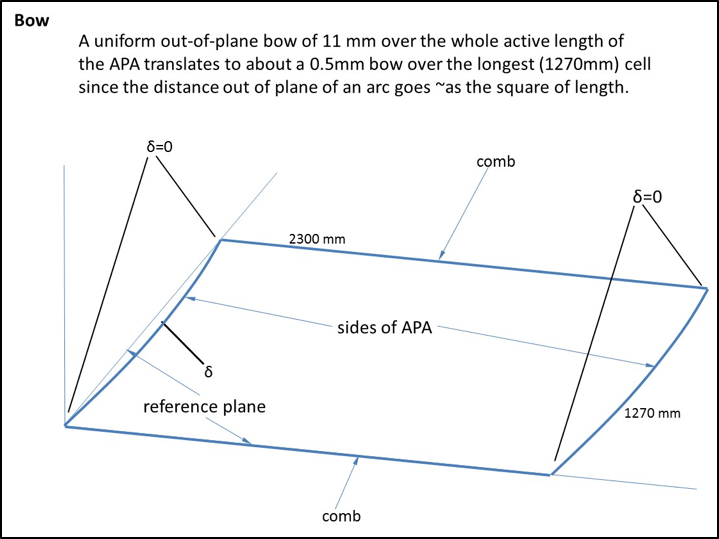 Bow
A uniform out-of-plane bow of 11 mm over the whole active length of
the APA translates to about a 0.5mm bow over the longest (1270mm) cell
since the distance out of plane of an arc goes ~as the square of length.
δ=0
comb
δ=0
2300 mm
sides of APA
δ
reference plane
1270 mm
comb